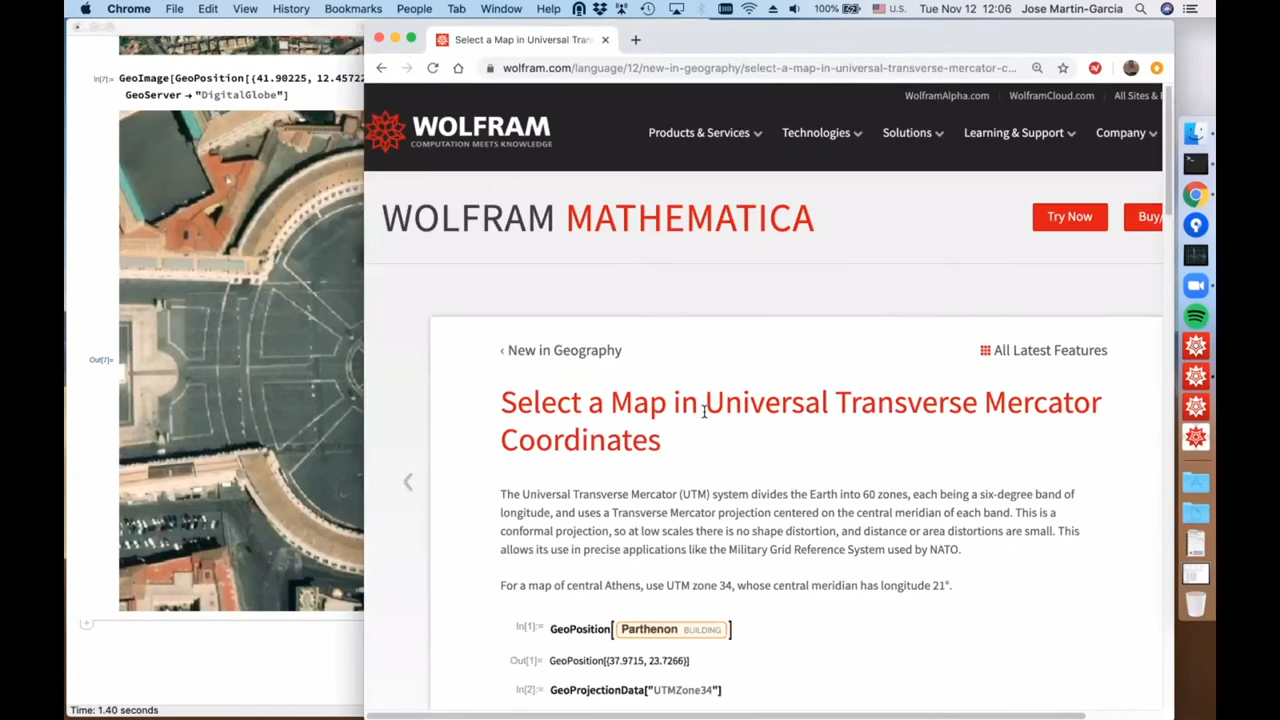 Chrome File Edit View History Bookmarks People Tab Window Help 100% U.S. Tue Nov 12 12:06 Jose Martin-Garcia
In[7]:= GeoImage[GeoPosition[{41.90225, 12.4572
GeoServer → "DigitalGlobe"]
Out[7]=
Time: 1.40 seconds
Select a Map in Universal Tran
wolfram.com/language/12/new-in-geography/select-a-map-in-universal-transverse-mercator-c...
WolframAlpha.com WolframCloud.com All Sites &
WOLFRAM
COMPUTATION MEETS KNOWLEDGE
Products & Services Technologies Solutions Learning & Support Company
WOLFRAM MATHEMATICA
Try Now Buy/
‹ New in Geography All Latest Features
Select a Map in Universal Transverse Mercator
Coordinates
The Universal Transverse Mercator (UTM) system divides the Earth into 60 zones, each being a six-degree band of
longitude, and uses a Transverse Mercator projection centered on the central meridian of each band. This is a
conformal projection, so at low scales there is no shape distortion, and distance or area distortions are small. This
allows its use in precise applications like the Military Grid Reference System used by NATO.
For a map of central Athens, use UTM zone 34, whose central meridian has longitude 21°.
In[1]:= GeoPosition[Parthenon BUILDING]
Out[1]= GeoPosition[{37.9715, 23.7266}]
In[2]:= GeoProjectionData["UTMZone34"]